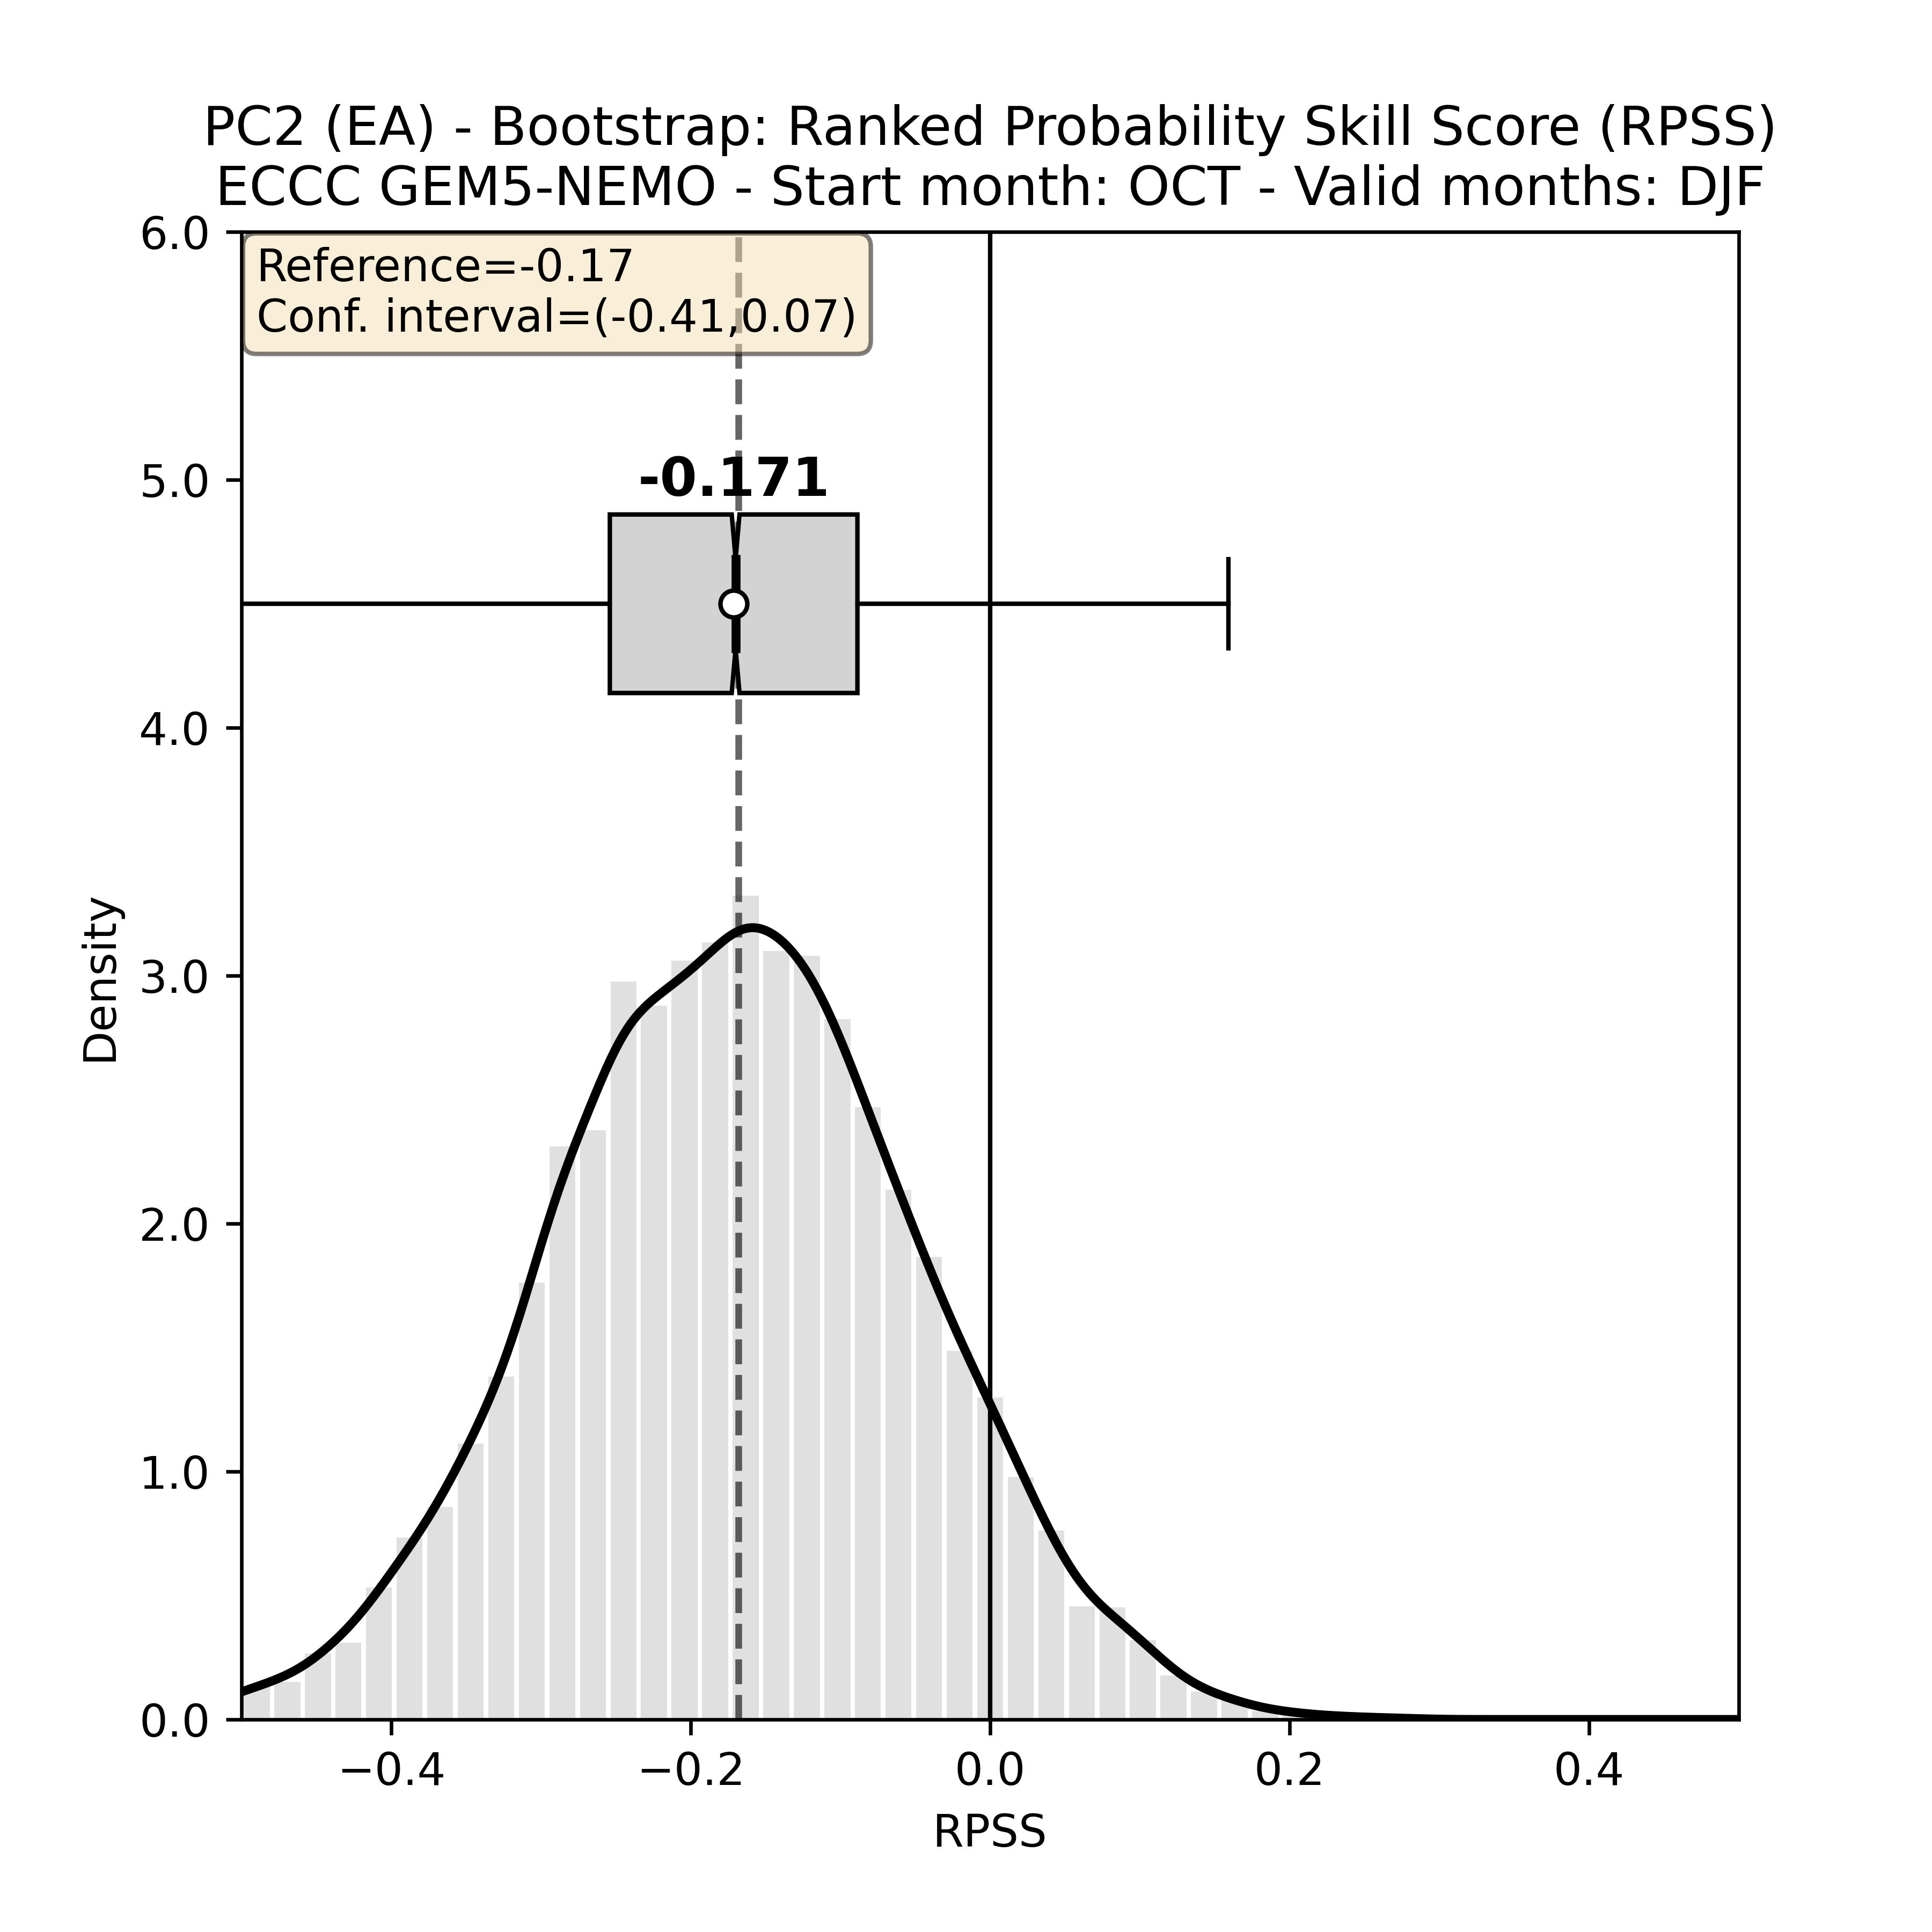 PC2 (EA) - Bootstrap: Ranked Probability Skill Score (RPSS)
ECCC GEM5-NEMO - Start month: OCT - Valid months: DJF
Reference=-0.17
Conf. interval=(-0.41,0.07)
-0.171
6.0
5.0
4.0
3.0
2.0
1.0
0.0
Density
−0.4
−0.2
0.0
0.2
0.4
RPSS